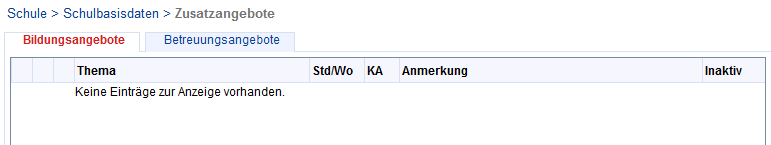 Schule > Schulbasisdaten > Zusatzangebote
Bildungsangebote Betreuungsangebote
Thema Std/Wo KA Anmerkung Inaktiv
Keine Einträge zur Anzeige vorhanden.